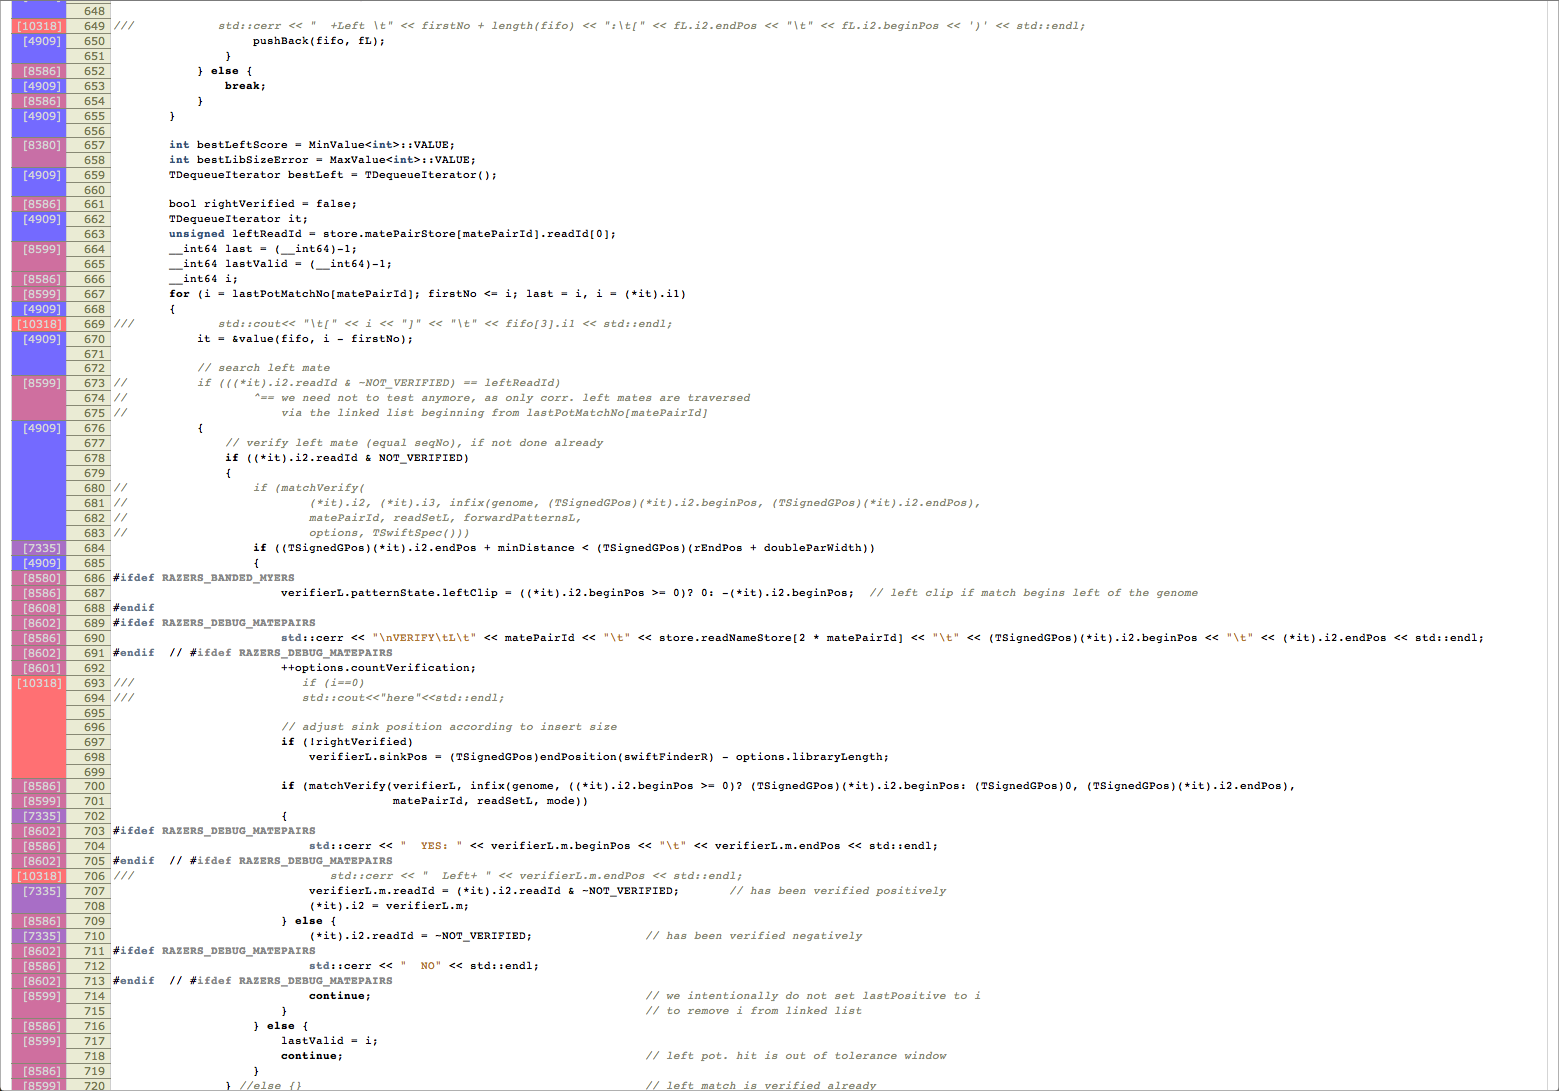 648
[10318] 649 ///            std::cerr << "  +Left \t" << firstNo + length(fifo) << ":\t[" << fL.i2.endPos << "\t" << fL.i2.beginPos << ')' << std::endl;
[4909] 650                     pushBack(fifo, fL);
651                 }
[8586] 652             } else {
[4909] 653                 break;
[8586] 654             }
[4909] 655         }
656
[8380] 657         int bestLeftScore = MinValue<int>::VALUE;
658         int bestLibSizeError = MaxValue<int>::VALUE;
[4909] 659         TDequeueIterator bestLeft = TDequeueIterator();
660
[8586] 661         bool rightVerified = false;
[4909] 662         TDequeueIterator it;
663         unsigned leftReadId = store.matePairStore[matePairId].readId[0];
[8599] 664         __int64 last = (__int64)-1;
665         __int64 lastValid = (__int64)-1;
[8586] 666         __int64 i;
[8599] 667         for (i = lastPotMatchNo[matePairId]; firstNo <= i; last = i, i = (*it).i1)
[4909] 668         {
[10318] 669 ///            std::cout<< "\t[" << i << "]" << "\t" << fifo[3].i1 << std::endl;
[4909] 670             it = &value(fifo, i - firstNo);
671
672             // search left mate
[8599] 673 //          if (((*it).i2.readId & ~NOT_VERIFIED) == leftReadId)
674 //                  ^== we need not to test anymore, as only corr. left mates are traversed
675 //                      via the linked list beginning from lastPotMatchNo[matePairId]
[4909] 676             {
677                 // verify left mate (equal seqNo), if not done already
678                 if ((*it).i2.readId & NOT_VERIFIED)
679                 {
680 //                  if (matchVerify(
681 //                          (*it).i2, (*it).i3, infix(genome, (TSignedGPos)(*it).i2.beginPos, (TSignedGPos)(*it).i2.endPos),
682 //                          matePairId, readSetL, forwardPatternsL,
683 //                          options, TSwiftSpec()))
[7335] 684                     if ((TSignedGPos)(*it).i2.endPos + minDistance < (TSignedGPos)(rEndPos + doubleParWidth))
[4909] 685                     {
[8580] 686 #ifdef RAZERS_BANDED_MYERS
[8586] 687                         verifierL.patternState.leftClip = ((*it).i2.beginPos >= 0)? 0: -(*it).i2.beginPos;  // left clip if match begins left of the genome
[8608] 688 #endif
[8602] 689 #ifdef RAZERS_DEBUG_MATEPAIRS
[8586] 690                         std::cerr << "\nVERIFY\tL\t" << matePairId << "\t" << store.readNameStore[2 * matePairId] << "\t" << (TSignedGPos)(*it).i2.beginPos << "\t" << (*it).i2.endPos << std::endl;
[8602] 691 #endif  // #ifdef RAZERS_DEBUG_MATEPAIRS
[8601] 692                         ++options.countVerification;
[10318] 693 ///                        if (i==0)
694 ///                        std::cout<<"here"<<std::endl;
695
696                         // adjust sink position according to insert size
697                         if (!rightVerified)
698                             verifierL.sinkPos = (TSignedGPos)endPosition(swiftFinderR) - options.libraryLength;
699
[8586] 700                         if (matchVerify(verifierL, infix(genome, ((*it).i2.beginPos >= 0)? (TSignedGPos)(*it).i2.beginPos: (TSignedGPos)0, (TSignedGPos)(*it).i2.endPos),
[8599] 701                                         matePairId, readSetL, mode))
[7335] 702                         {
[8602] 703 #ifdef RAZERS_DEBUG_MATEPAIRS
[8586] 704                             std::cerr << "  YES: " << verifierL.m.beginPos << "\t" << verifierL.m.endPos << std::endl;
[8602] 705 #endif  // #ifdef RAZERS_DEBUG_MATEPAIRS
[10318] 706 ///                            std::cerr << "  Left+ " << verifierL.m.endPos << std::endl;
[7335] 707                             verifierL.m.readId = (*it).i2.readId & ~NOT_VERIFIED;       // has been verified positively
708                             (*it).i2 = verifierL.m;
[8586] 709                         } else {
[7335] 710                             (*it).i2.readId = ~NOT_VERIFIED;                // has been verified negatively
[8602] 711 #ifdef RAZERS_DEBUG_MATEPAIRS
[8586] 712                             std::cerr << "  NO" << std::endl;
[8602] 713 #endif  // #ifdef RAZERS_DEBUG_MATEPAIRS
[8599] 714                             continue;                                       // we intentionally do not set lastPositive to i
715                         }                                                   // to remove i from linked list
[8586] 716                     } else {
[8599] 717                         lastValid = i;
718                         continue;                                           // left pot. hit is out of tolerance window
[8586] 719                     }
[8599] 720                 } //else {}                                                 // left match is verified already